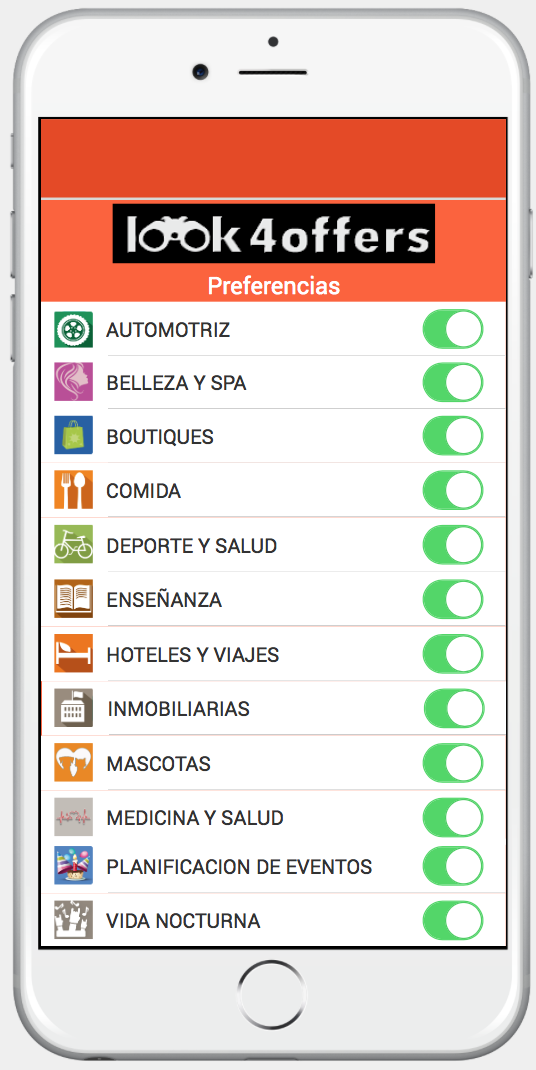 look4offers
Preferencias
AUTOMOTRIZ
BELLEZA Y SPA
BOUTIQUES
COMIDA
DEPORTE Y SALUD
ENSEÑANZA
HOTELES Y VIAJES
INMOBILIARIAS
MASCOTAS
MEDICINA Y SALUD
PLANIFICACION DE EVENTOS
VIDA NOCTURNA